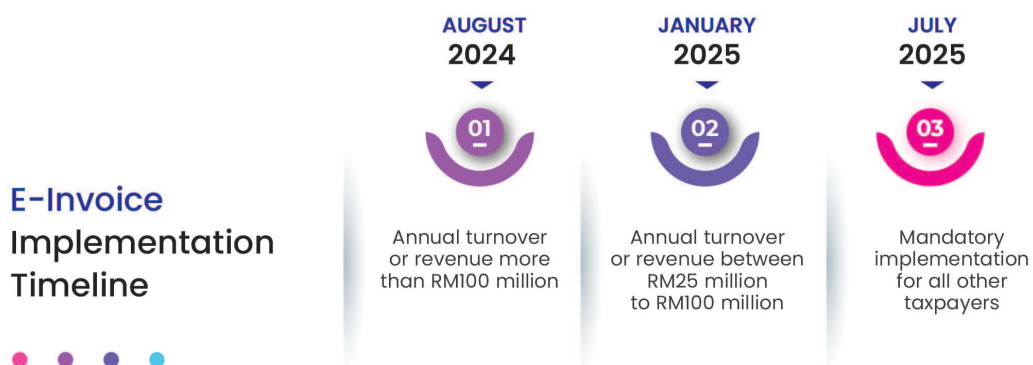 E-Invoice
Implementation
Timeline
AUGUST
2024
01
Annual turnover
or revenue more
than RM100 million
JANUARY
2025
02
Annual turnover
or revenue between
RM25 million
to RM100 million
JULY
2025
03
Mandatory
implementation
for all other
taxpayers